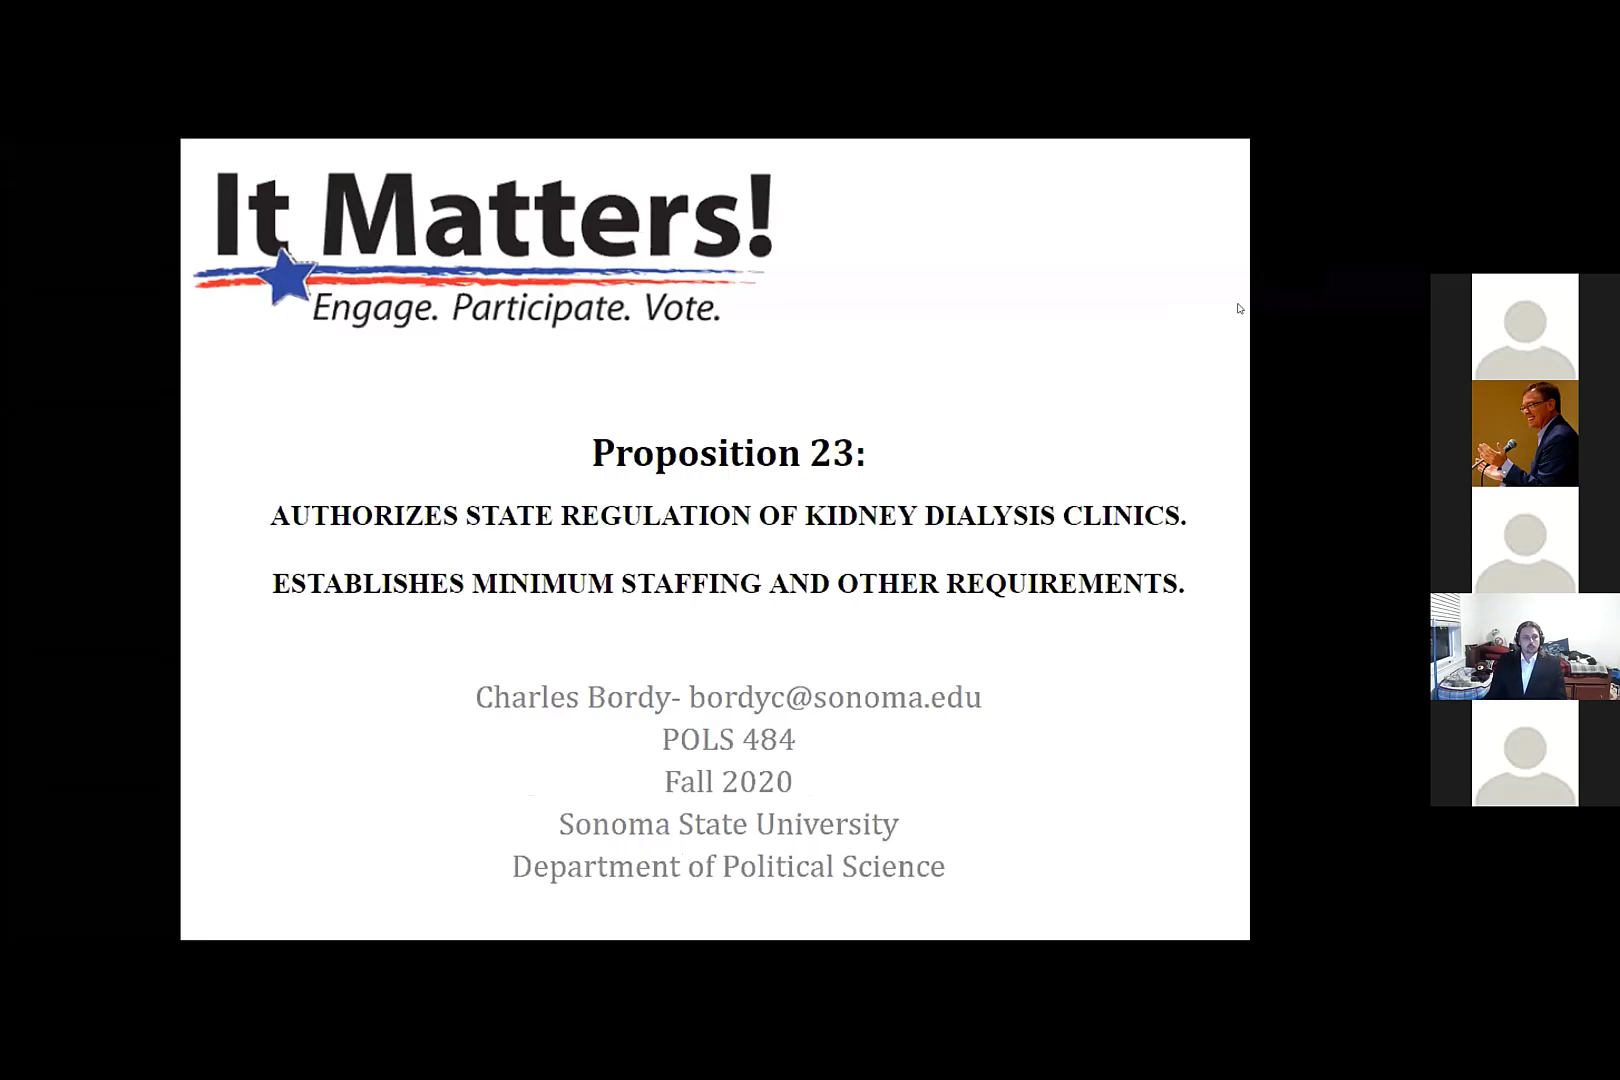 It Matters!
Engage. Participate. Vote.
Proposition 23:
AUTHORIZES STATE REGULATION OF KIDNEY DIALYSIS CLINICS.
ESTABLISHES MINIMUM STAFFING AND OTHER REQUIREMENTS.
Charles Bordy- bordyc@sonoma.edu
POLS 484
Fall 2020
Sonoma State University
Department of Political Science